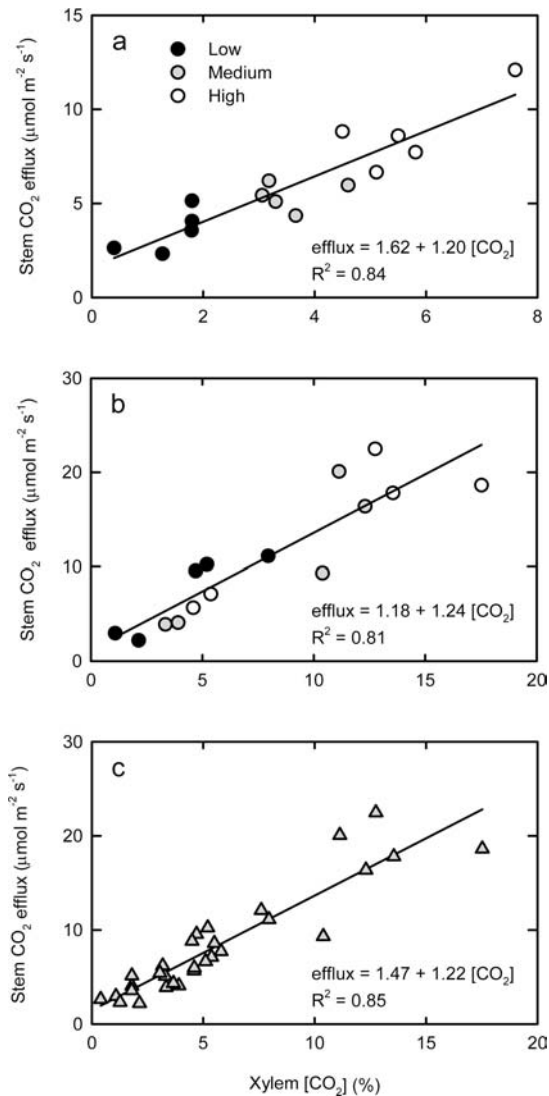 a
Low
Medium
High
15
10
5
0
Stem CO₂ efflux (μmol m⁻² s⁻¹)
efflux = 1.62 + 1.20 [CO₂]
R² = 0.84
0 2 4 6 8
b
30
20
10
0
Stem CO₂ efflux (μmol m⁻² s⁻¹)
efflux = 1.18 + 1.24 [CO₂]
R² = 0.81
0 5 10 15 20
c
30
20
10
0
Stem CO₂ efflux (μmol m⁻² s⁻¹)
efflux = 1.47 + 1.22 [CO₂]
R² = 0.85
0 5 10 15 20
Xylem [CO₂] (%)